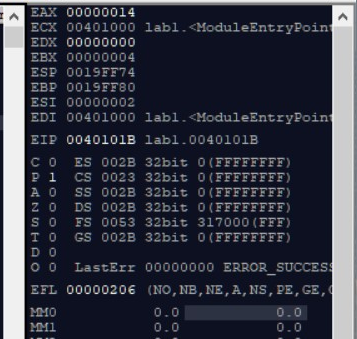 EAX 00000014
ECX 00401000 lab1.<ModuleEntryPoint
EDX 00000000
EBX 00000004
ESP 0019FF74
EBP 0019FF80
ESI 00000002
EDI 00401000 lab1.<ModuleEntryPoint
EIP 0040101B lab1.0040101B
C 0 ES 002B 32bit 0(FFFFFFFF)
P 1 CS 0023 32bit 0(FFFFFFFF)
A 0 SS 002B 32bit 0(FFFFFFFF)
Z 0 DS 002B 32bit 0(FFFFFFFF)
S 0 FS 0053 32bit 317000(FFF)
T 0 GS 002B 32bit 0(FFFFFFFF)
D 0
O 0 LastErr 00000000 ERROR_SUCCESS
EFL 00000206 (NO,NB,NE,A,NS,PE,GE,
MM0 0.0 0.0
MM1 0.0 0.0